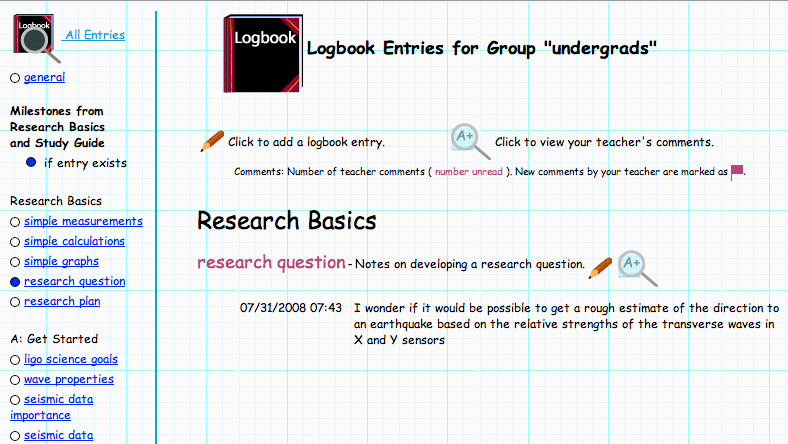 Logbook
All Entries
general
Milestones from
Research Basics
and Study Guide
if entry exists
Research Basics
simple measurements
simple calculations
simple graphs
research question
research plan
A: Get Started
ligo science goals
wave properties
seismic data
importance
seismic data
Logbook
Logbook Entries for Group "undergrads"
Click to add a logbook entry.
A+
Click to view your teacher's comments.
Comments: Number of teacher comments ( number unread ). New comments by your teacher are marked as .
Research Basics
research question - Notes on developing a research question.
A+
07/31/2008 07:43 I wonder if it would be possible to get a rough estimate of the direction to
an earthquake based on the relative strengths of the transverse waves in
X and Y sensors